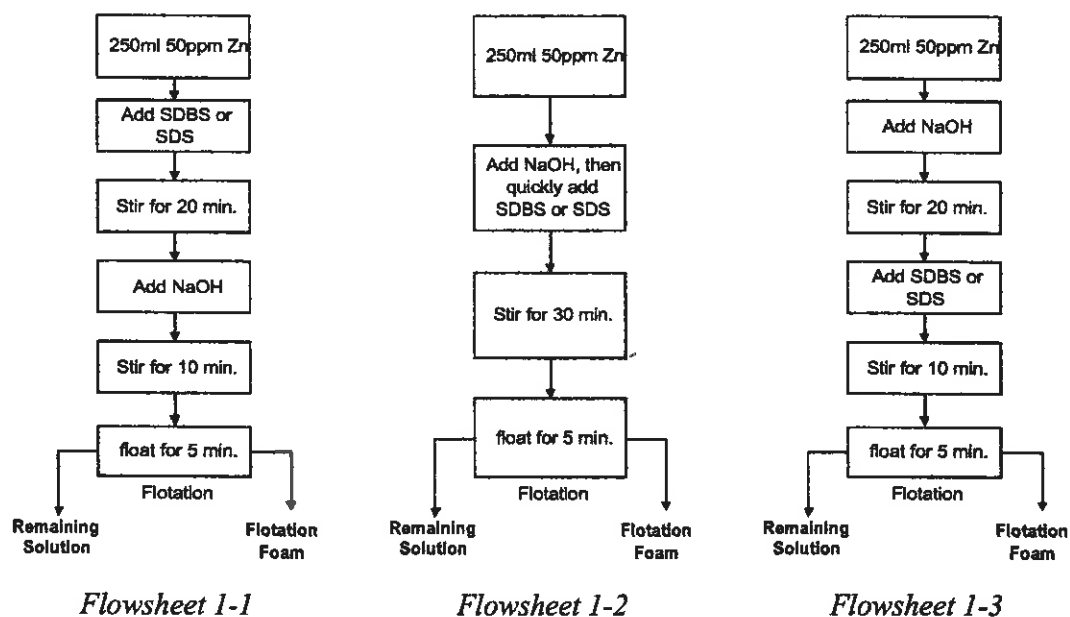 250ml 50ppm Zn
Add SDBS or
SDS
Stir for 20 min.
Add NaOH
Stir for 10 min.
float for 5 min.
Flotation
Remaining
Solution
Flotation
Foam
Flowsheet 1-1
250ml 50ppm Zn
Add NaOH, then
quickly add
SDBS or SDS
Stir for 30 min.
float for 5 min.
Flotation
Remaining
Solution
Flotation
Foam
Flowsheet 1-2
250ml 50ppm Zn
Add NaOH
Stir for 20 min.
Add SDBS or
SDS
Stir for 10 min.
float for 5 min.
Flotation
Remaining
Solution
Flotation
Foam
Flowsheet 1-3